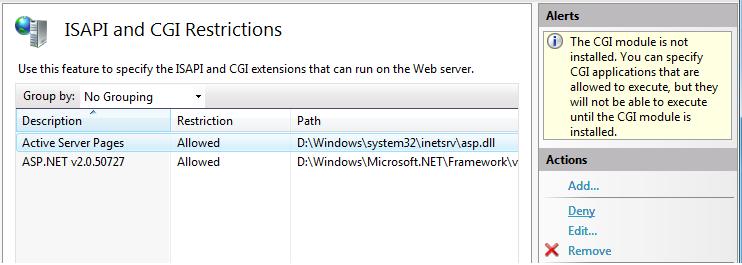 ISAPI and CGI Restrictions
Use this feature to specify the ISAPI and CGI extensions that can run on the Web server.
Group by: No Grouping
Description Restriction Path
Active Server Pages Allowed D:\Windows\system32\inetsrv\asp.dll
ASP.NET v2.0.50727 Allowed D:\Windows\Microsoft.NET\Framework\v
Alerts
The CGI module is not
installed. You can specify
CGI applications that are
allowed to execute, but they
will not be able to execute
until the CGI module is
installed.
Actions
Add...
Deny
Edit...
Remove